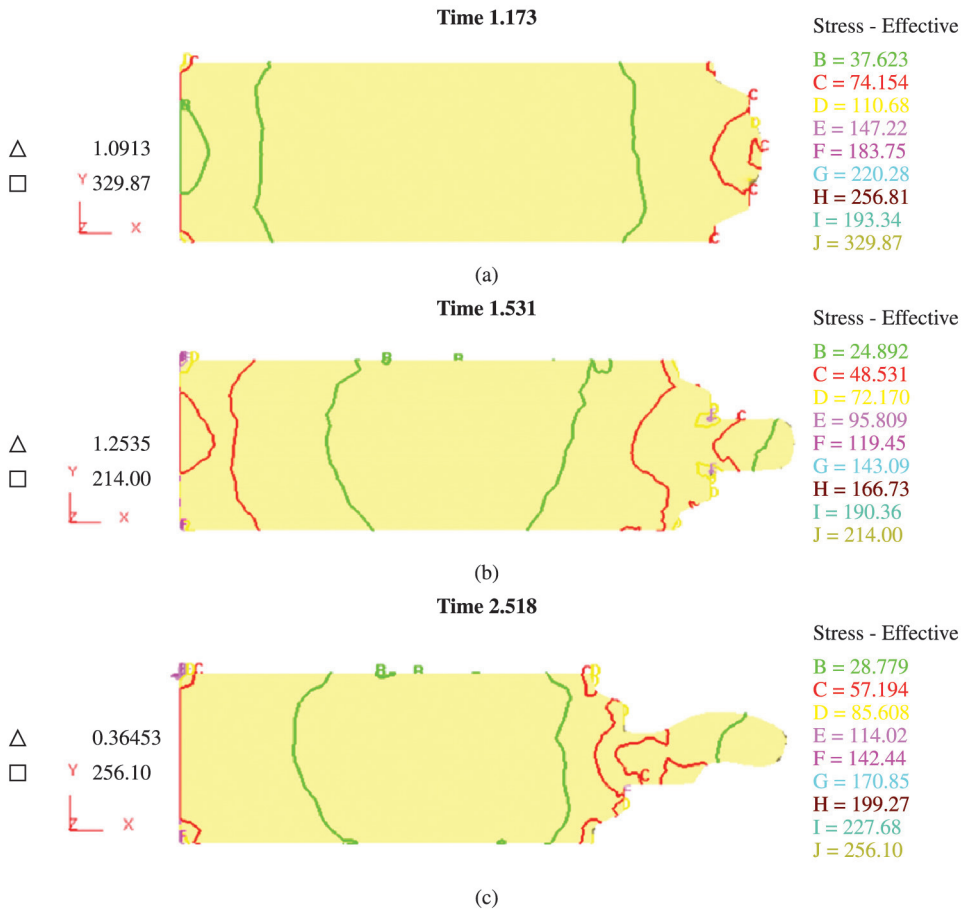 Time 1.173
Stress - Effective
B = 37.623
C = 74.154
D = 110.68
E = 147.22
F = 183.75
G = 220.28
H = 256.81
I = 193.34
J = 329.87
△ 1.0913
□ 329.87
Y
Z X
D C
B
C
D
C
C
C
(a)
Time 1.531
Stress - Effective
B = 24.892
C = 48.531
D = 72.170
E = 95.809
F = 119.45
G = 143.09
H = 166.73
I = 190.36
J = 214.00
△ 1.2535
□ 214.00
Y
Z X
D
B B
C
(b)
Time 2.518
Stress - Effective
B = 28.779
C = 57.194
D = 85.608
E = 114.02
F = 142.44
G = 170.85
H = 199.27
I = 227.68
J = 256.10
△ 0.36453
□ 256.10
Y
Z X
C
B B
C D
C
E
D
F
(c)